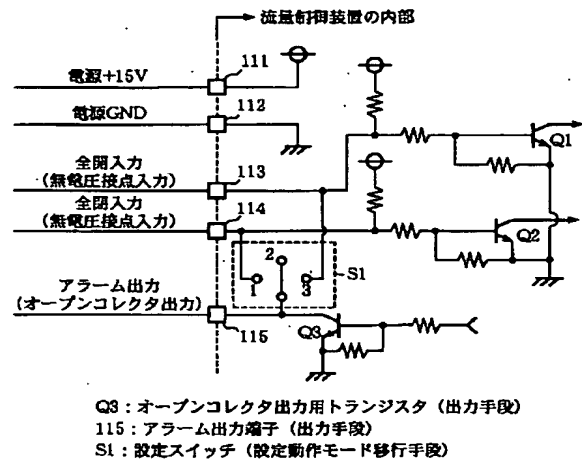 流量制御装置の内部
電源+15V
111
電源GND
112
全開入力
(無電圧接点入力)
113
Q1
全閉入力
(無電圧接点入力)
114
Q2
2
1
3
S1
アラーム出力
(オープンコレクタ出力)
115
Q3
Q3：オープンコレクタ出力用トランジスタ（出力手段）
115：アラーム出力端子（出力手段）
S1：設定スイッチ（設定動作モード移行手段）